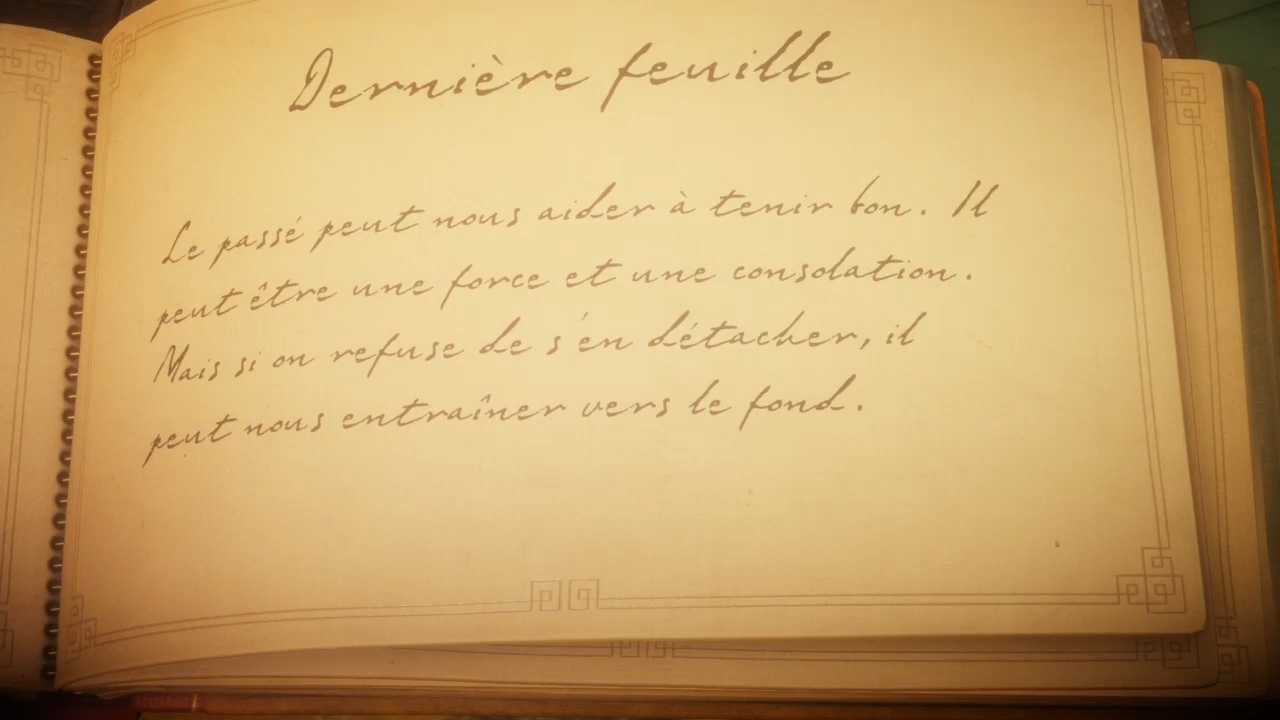 Dernière feuille
Le passé peut nous aider à tenir bon. Il
peut être une force et une consolation.
Mais si on refuse de s'en détacher, il
peut nous entraîner vers le fond.